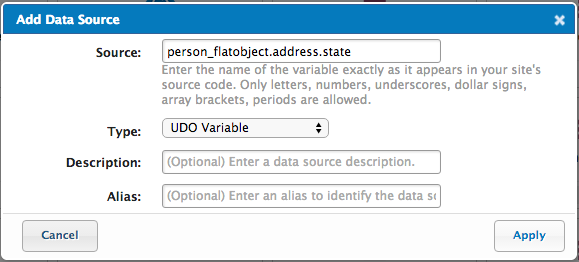 Add Data Source
Source: person_flatobject.address.state
Enter the name of the variable exactly as it appears in your site's
source code. Only letters, numbers, underscores, dollar signs,
array brackets, periods are allowed.
Type: UDO Variable
Description: (Optional) Enter a data source description.
Alias: (Optional) Enter an alias to identify the data
Cancel Apply